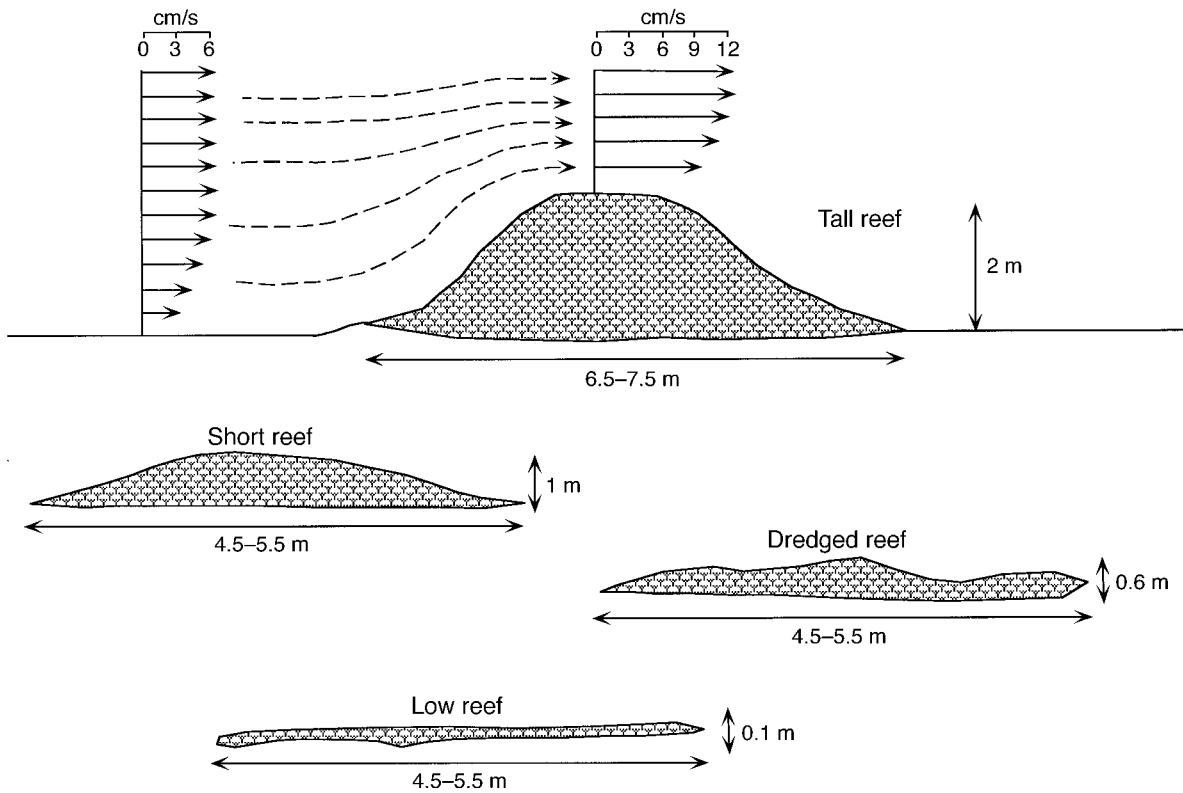 cm/s
0 3 6
cm/s
0 3 6 9 12
Tall reef
2 m
6.5–7.5 m
Short reef
1 m
4.5–5.5 m
Dredged reef
0.6 m
4.5–5.5 m
Low reef
0.1 m
4.5–5.5 m